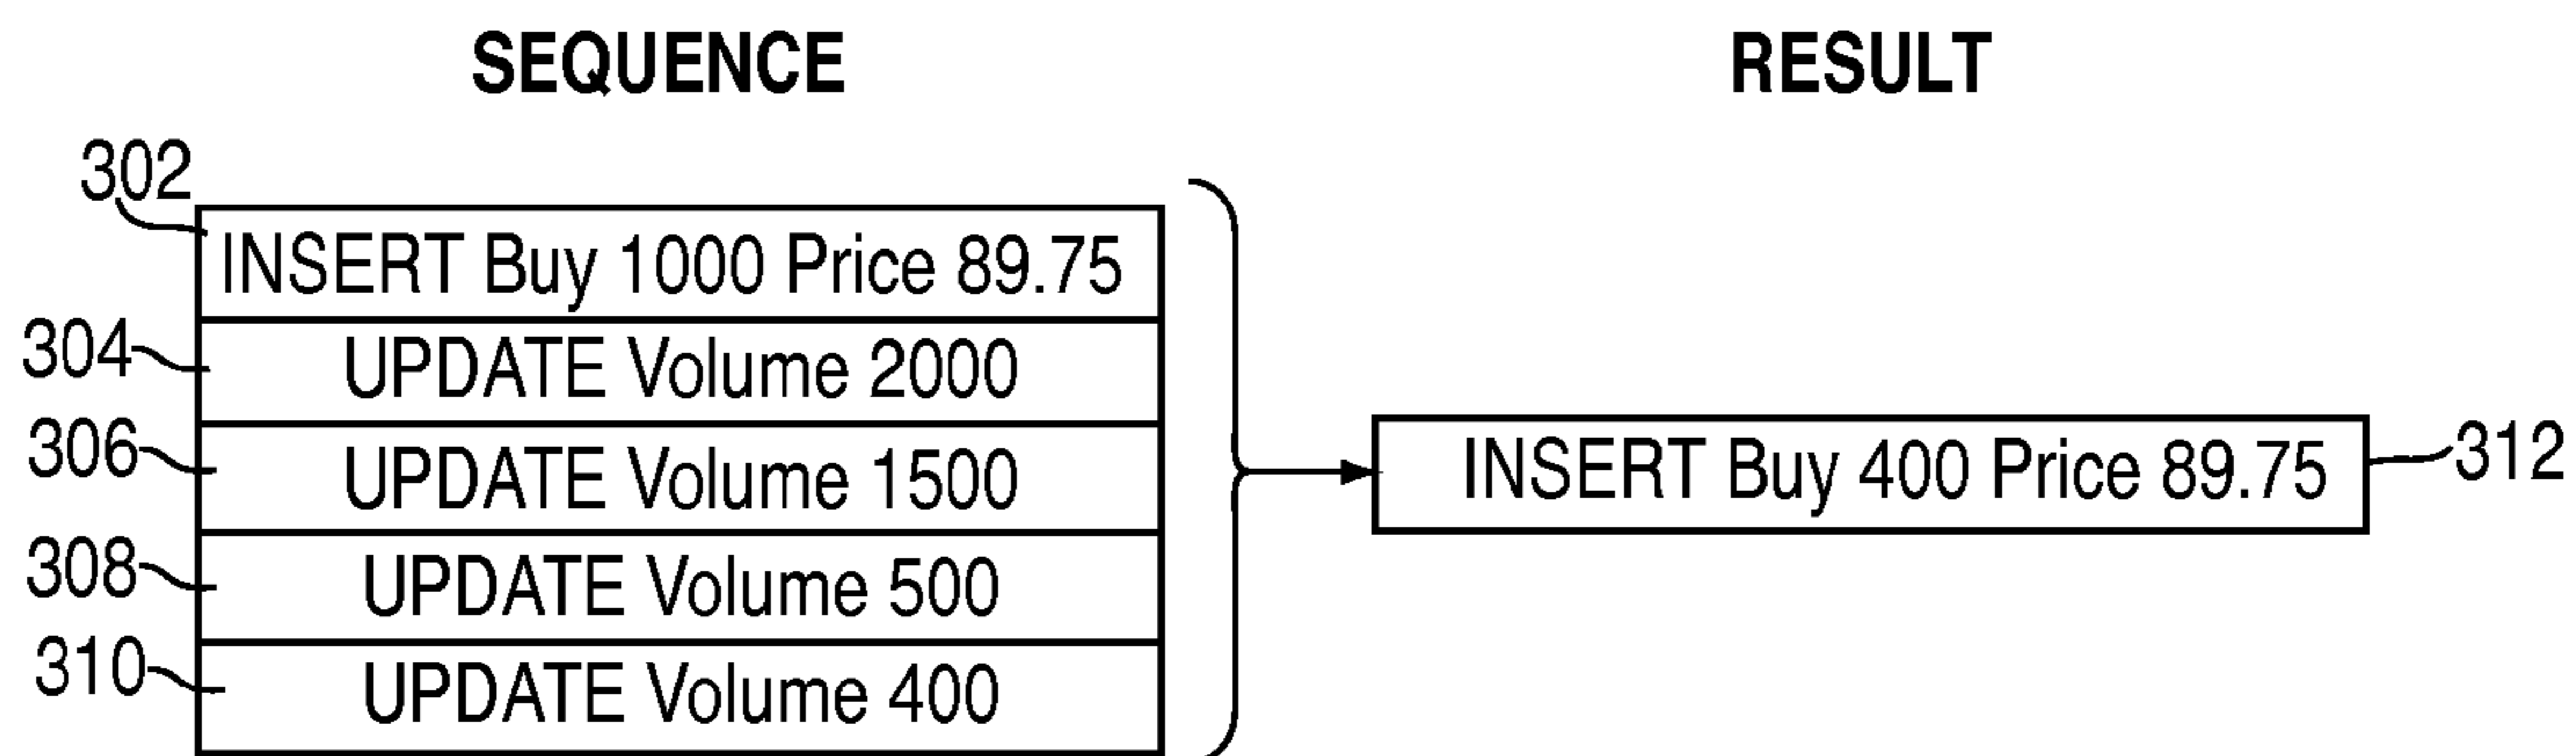 SEQUENCE RESULT
302
INSERT Buy 1000 Price 89.75
304 UPDATE Volume 2000
306 UPDATE Volume 1500
INSERT Buy 400 Price 89.75 312
308 UPDATE Volume 500
310 UPDATE Volume 400